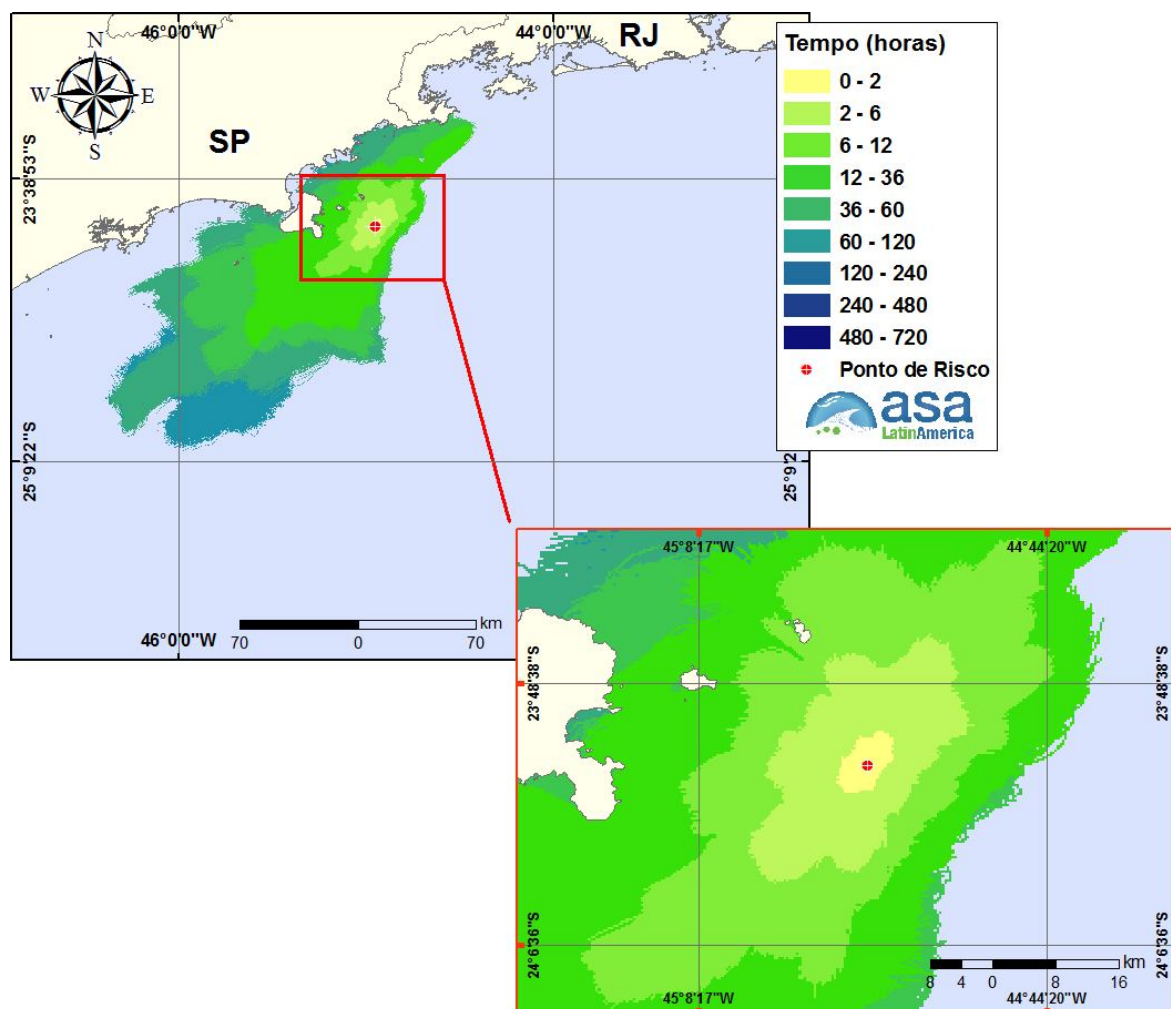 46°0'0"W
44°0'0"W
RJ
N
W E
S
SP
23°38'53"S
25°9'22"S
25°9'2
70 0 70 km
46°0'0"W
Tempo (horas)
0 - 2
2 - 6
6 - 12
12 - 36
36 - 60
60 - 120
120 - 240
240 - 480
480 - 720
Ponto de Risco
asa
LatinAmerica
45°8'17"W
44°44'20"W
23°48'38"S
23°48'38"S
24°6'36"S
24°6'36"S
8 4 0 8 16 km
45°8'17"W
44°44'20"W